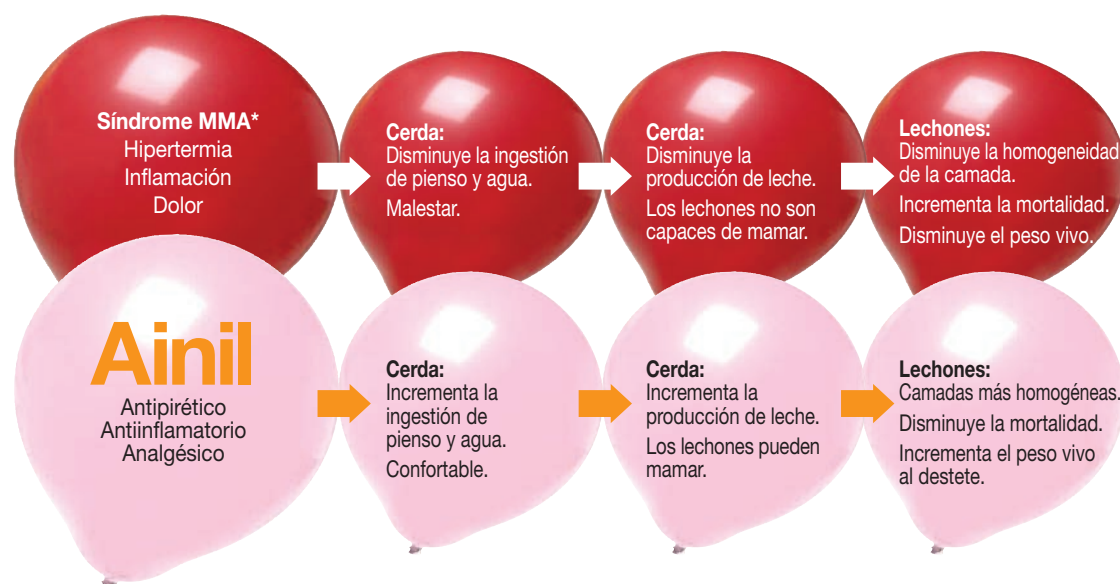 Síndrome MMA*
Hipertermia
Inflamación
Dolor
Cerda:
Disminuye la ingestión
de pienso y agua.
Malestar.
Cerda:
Disminuye la
producción de leche.
Los lechones no son
capaces de mamar.
Lechones:
Disminuye la homogeneidad
de la camada.
Incrementa la mortalidad.
Disminuye el peso vivo.
Ainil
Antipirético
Antiinflamatorio
Analgésico
Cerda:
Incrementa la
ingestión de
pienso y agua.
Confortable.
Cerda:
Incrementa la
producción de leche.
Los lechones pueden
mamar.
Lechones:
Camadas más homogéneas.
Disminuye la mortalidad.
Incrementa el peso vivo
al destete.